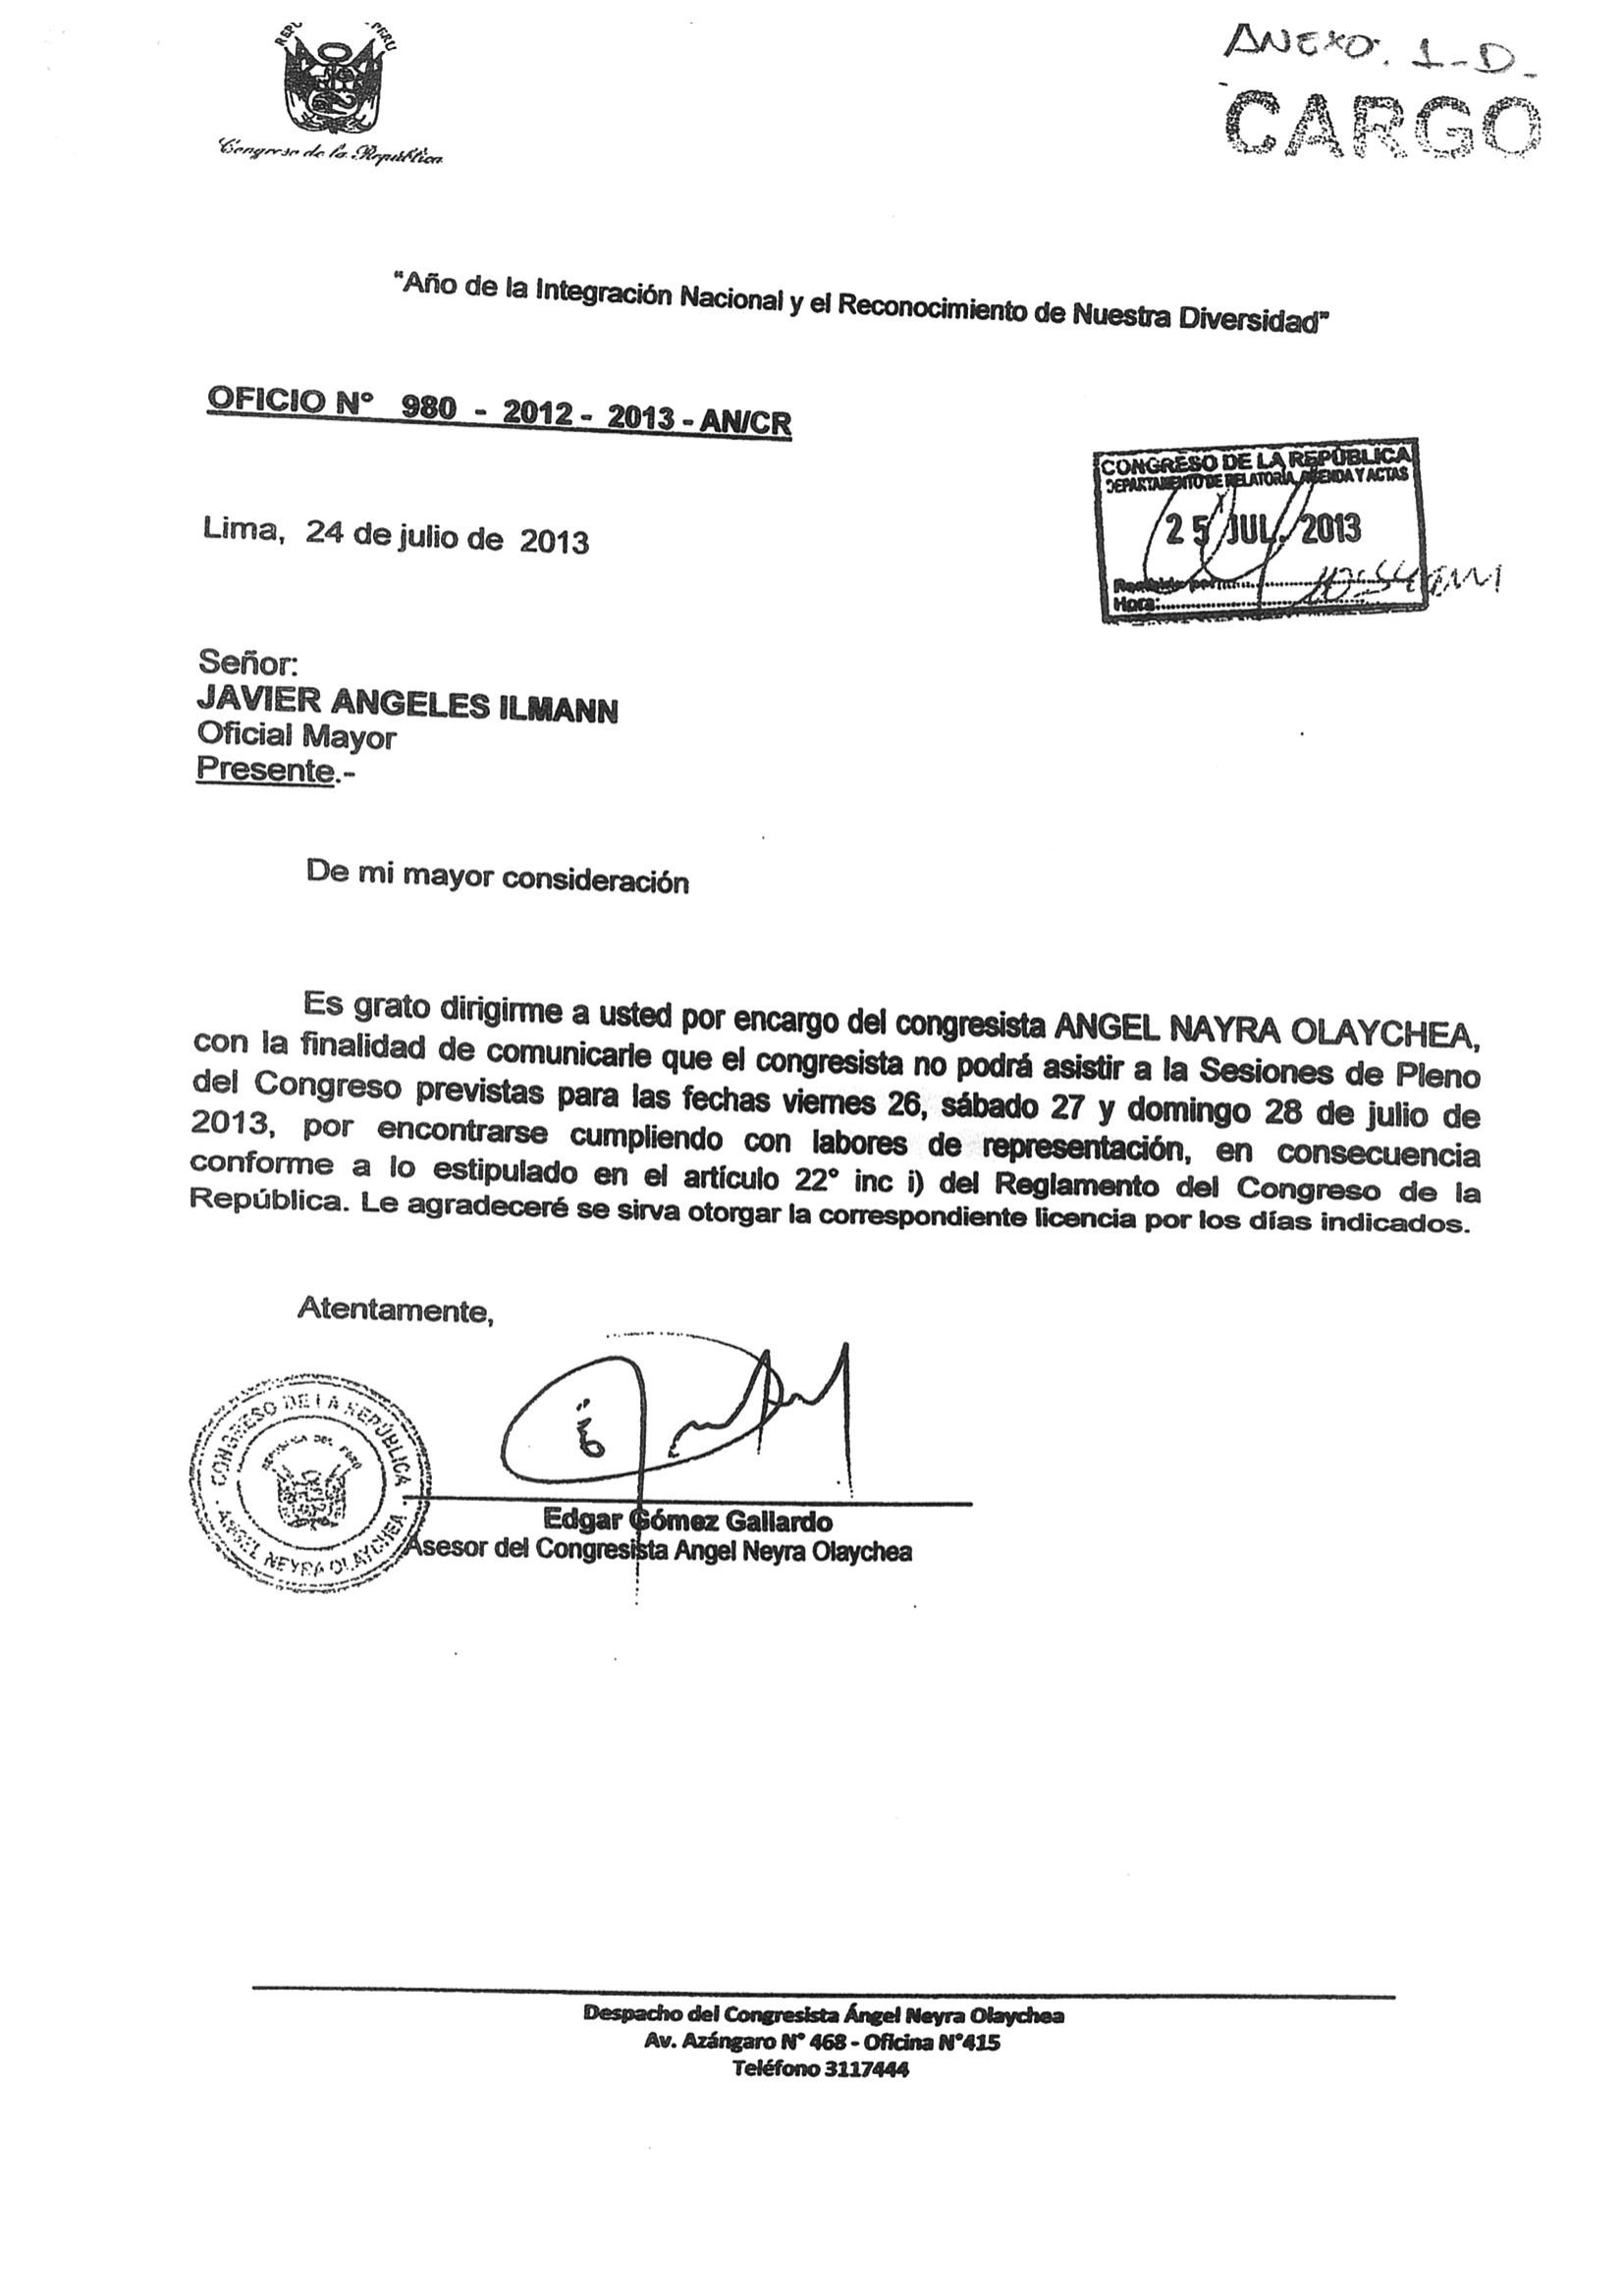 ANEXO. 1-D-
CARGO
REPÚBLICA DEL PERU
Congreso de la República
"Año de la Integración Nacional y el Reconocimiento de Nuestra Diversidad"
OFICIO N° 980 - 2012 - 2013 - AN/CR
CONGRESO DE LA REPÚBLICA
DEPARTAMENTO DE RELATORIA, AGENDA Y ACTAS
25 JUL. 2013
Recibido por:
Hora:
Lima, 24 de julio de 2013
Señor:
JAVIER ANGELES ILMANN
Oficial Mayor
Presente.-
De mi mayor consideración
Es grato dirigirme a usted por encargo del congresista ANGEL NAYRA OLAYCHEA,
con la finalidad de comunicarle que el congresista no podrá asistir a la Sesiones de Pleno
del Congreso previstas para las fechas viernes 26, sábado 27 y domingo 28 de julio de
2013, por encontrarse cumpliendo con labores de representación, en consecuencia
conforme a lo estipulado en el artículo 22° inc i) del Reglamento del Congreso de la
República. Le agradeceré se sirva otorgar la correspondiente licencia por los días indicados.
Atentamente,
CONGRESO DE LA REPÚBLICA
REPUBLICA DEL PERU
ANGEL NEYRA OLAYCHEA
Edgar Gómez Gallardo
Asesor del Congresista Angel Neyra Olaychea
Despacho del Congresista Ángel Neyra Olaychea
Av. Azángaro N° 468 - Oficina N°415
Teléfono 3117444